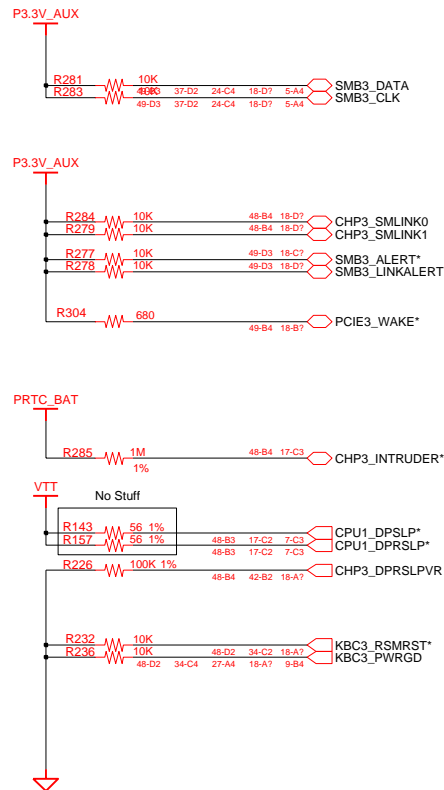 P3.3V_AUX
R281 10K SMB3_DATA
49-D3 37-D2 24-C4 18-D? 5-A4
R283 10K SMB3_CLK
49-D3 37-D2 24-C4 18-D? 5-A4
P3.3V_AUX
R284 10K 48-B4 18-D? CHP3_SMLINK0
R279 10K 48-B4 18-D? CHP3_SMLINK1
R277 10K 49-D3 18-C? SMB3_ALERT*
R278 10K 49-D3 18-D? SMB3_LINKALERT
R304 680 PCIE3_WAKE*
49-B4 18-B?
PRTC_BAT
R285 1M 48-B4 17-C3 CHP3_INTRUDER*
1%
VTT
No Stuff
R143 56 1% CPU1_DPSLP*
48-B3 17-C2 7-C3
R157 56 1% CPU1_DPRSLP*
48-B3 17-C2 7-C3
R226 100K 1% CHP3_DPRSLPVR
48-B4 42-B2 18-A?
R232 10K KBC3_RSMRST*
48-D2 34-C2 18-A?
R236 10K KBC3_PWRGD
48-D2 34-C4 27-A4 18-A? 9-B4